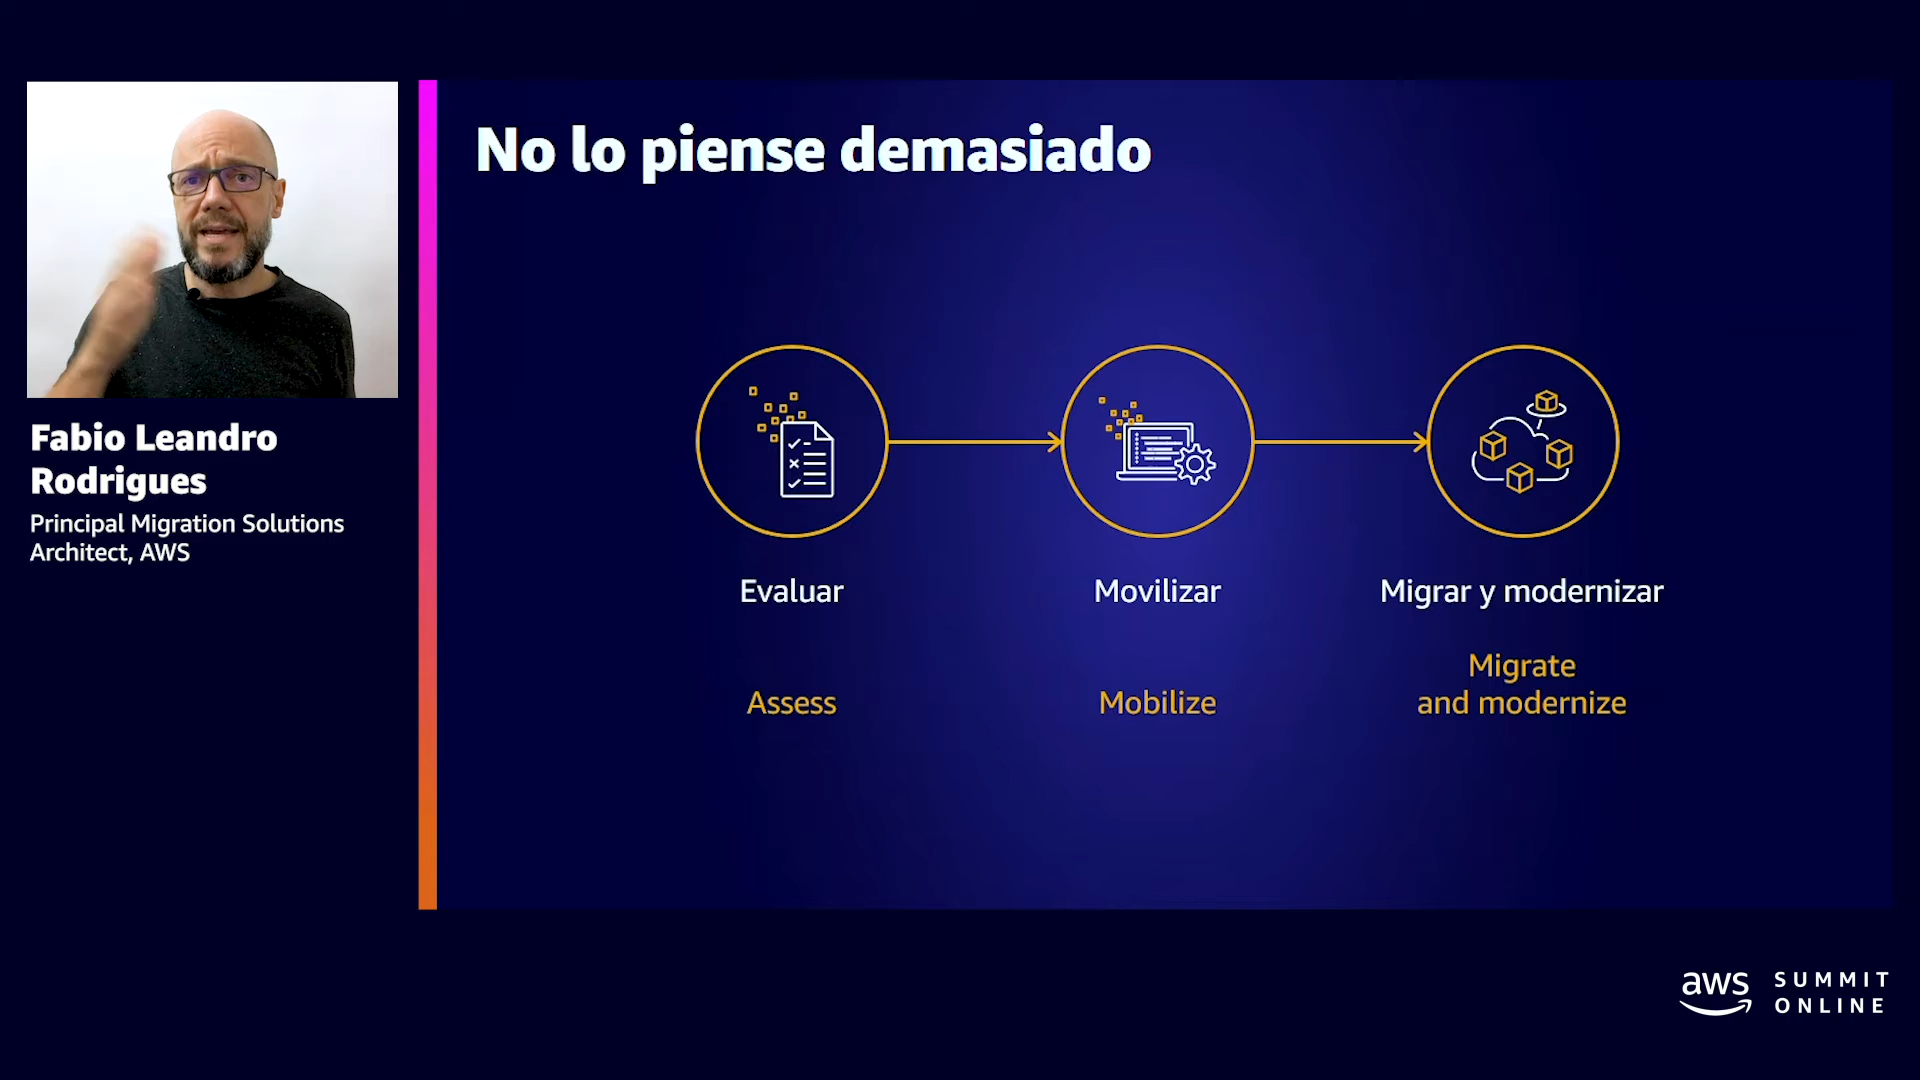 No lo piense demasiado
Fabio Leandro
Rodrigues
Principal Migration Solutions
Architect, AWS
Evaluar
Movilizar
Migrar y modernizar
Assess
Mobilize
Migrate
and modernize
aws
SUMMIT
ONLINE